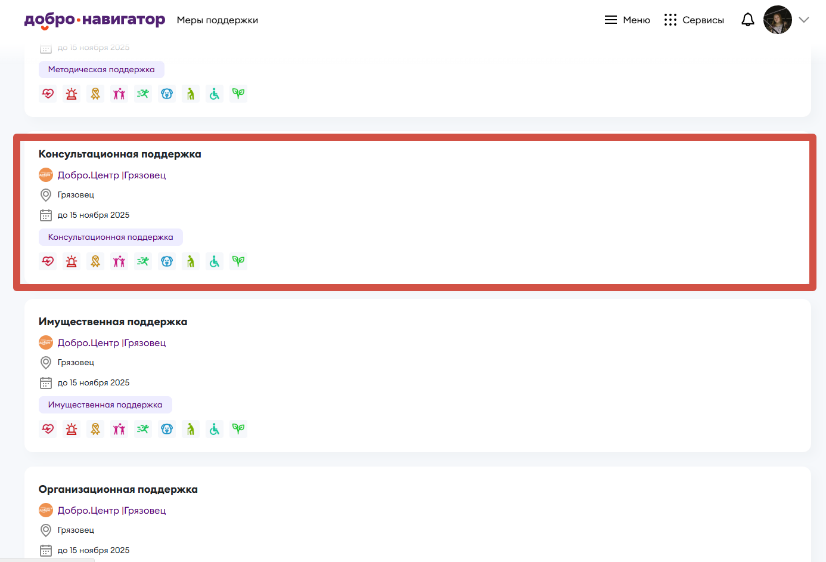 добро•навигатор Меры поддержки Меню Сервисы
до 15 ноября 2025
Методическая поддержка
Консультационная поддержка
Добро.Центр |Грязовец
Грязовец
до 15 ноября 2025
Консультационная поддержка
Имущественная поддержка
Добро.Центр |Грязовец
Грязовец
до 15 ноября 2025
Имущественная поддержка
Организационная поддержка
Добро.Центр |Грязовец
Грязовец
до 15 ноября 2025